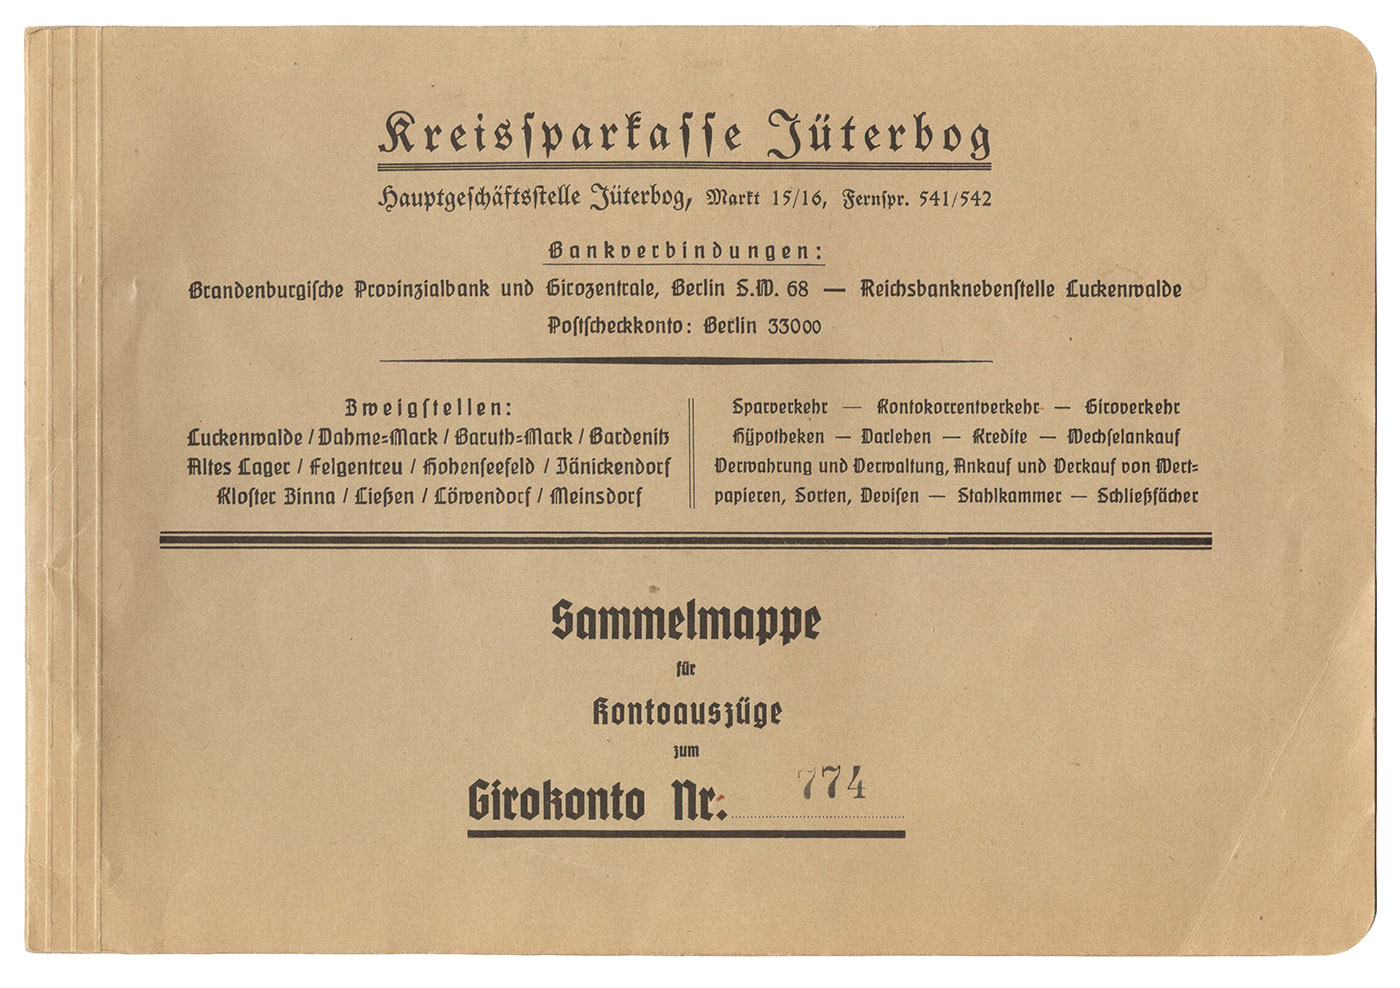 Kreissparkasse Jüterbog
Hauptgeschäftsstelle Jüterbog, Markt 15/16, Fernspr. 541/542
Bankverbindungen:
Brandenburgische Provinzialbank und Girozentrale, Berlin S.W. 68 — Reichsbanknebenstelle Luckenwalde
Postscheckkonto: Berlin 33000
Zweigstellen:
Luckenwalde / Dahme=Mark / Baruth=Mark / Bardenitz
Altes Lager / Felgentreu / Hohenseefeld / Jänickendorf
Kloster Zinna / Ließen / Löwendorf / Meinsdorf
Sparverkehr — Kontokorrentverkehr — Giroverkehr
Hÿpotheken — Darlehen — Kredite — Wechselankauf
Verwahrung und Verwaltung, Ankauf und Verkauf von Wert=
papieren, Sorten, Devisen — Stahlkammer — Schließfächer
Sammelmappe
für
Kontoauszüge
zum
Girokonto Nr. 774